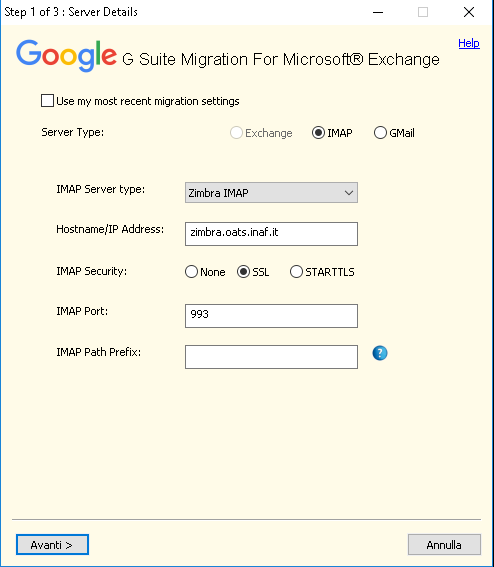 Step 1 of 3 : Server Details
Help
Google G Suite Migration For Microsoft® Exchange
Use my most recent migration settings
Server Type: Exchange IMAP GMail
IMAP Server type: Zimbra IMAP
Hostname/IP Address: zimbra.oats.inaf.it
IMAP Security: None SSL STARTTLS
IMAP Port: 993
IMAP Path Prefix: ?
Avanti > Annulla